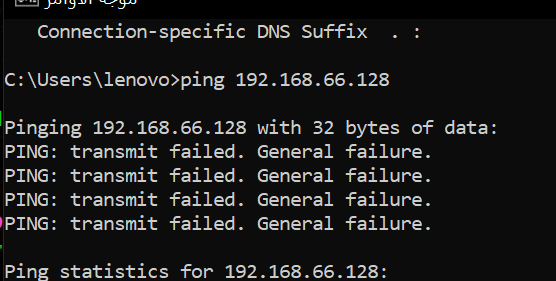 موجه الأوامر
Connection-specific DNS Suffix  . :
C:\Users\lenovo>ping 192.168.66.128
Pinging 192.168.66.128 with 32 bytes of data:
PING: transmit failed. General failure.
PING: transmit failed. General failure.
PING: transmit failed. General failure.
PING: transmit failed. General failure.
Ping statistics for 192.168.66.128: